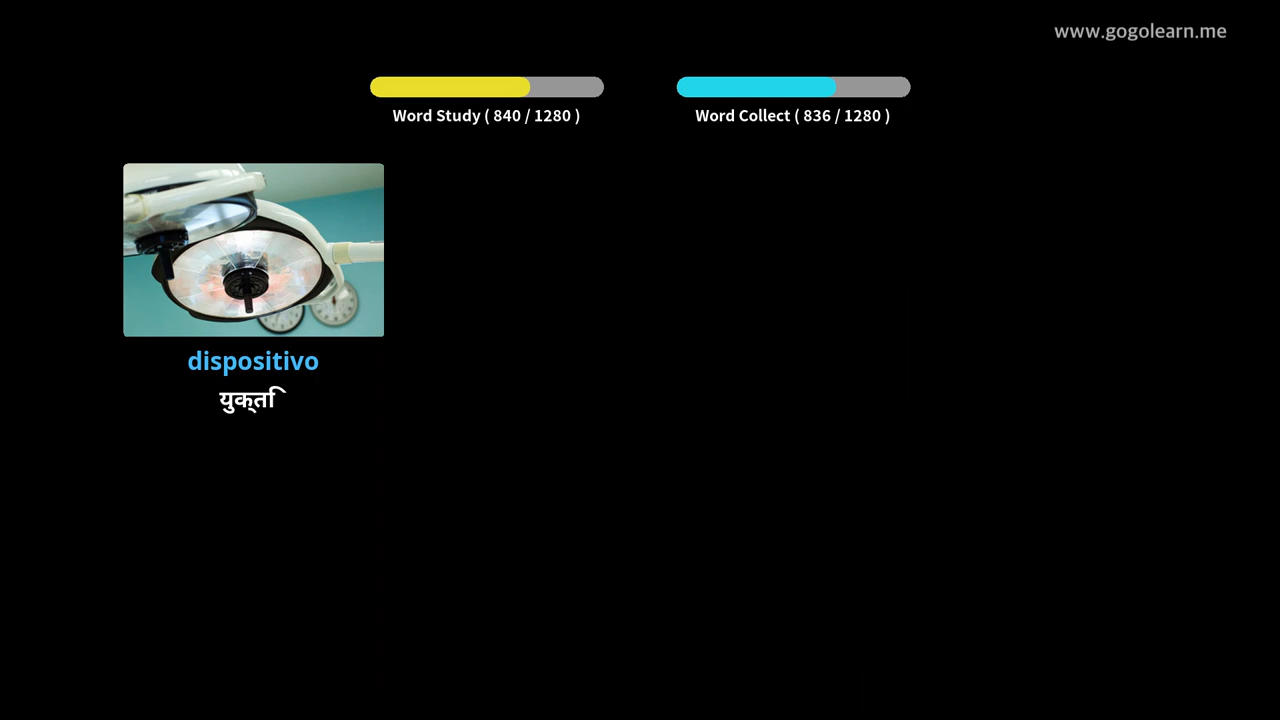 www.gogolearn.me
Word Study ( 840 / 1280 )
Word Collect ( 836 / 1280 )
dispositivo
युक्ति